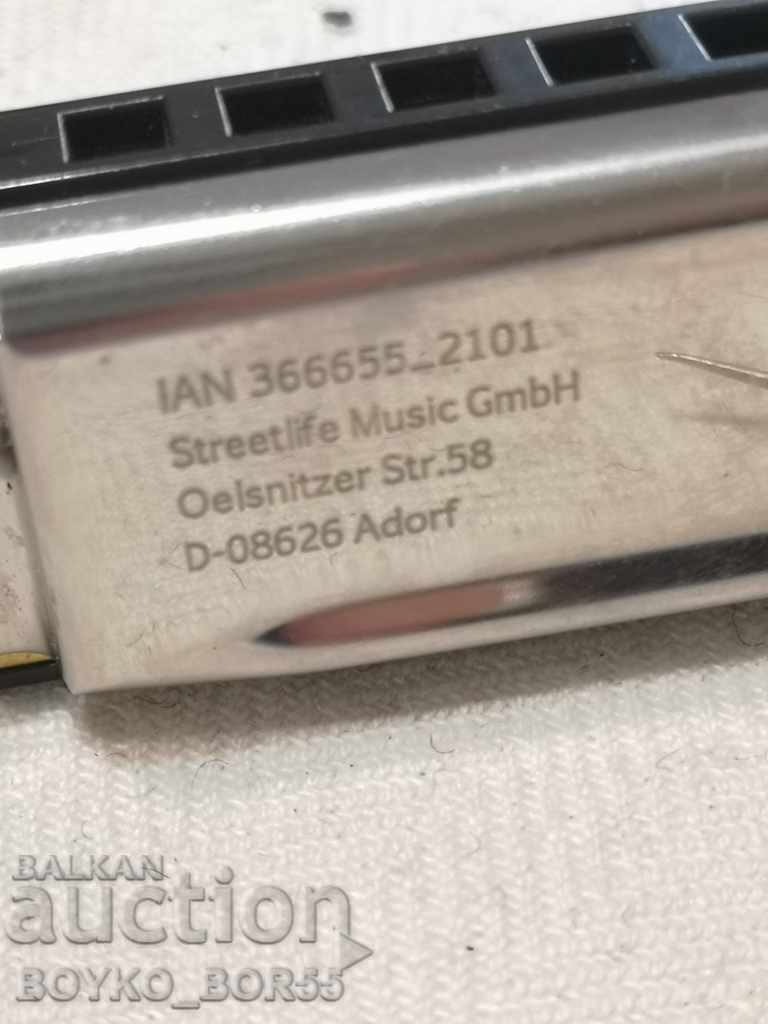 IAN 366655_2101
Streetlife Music GmbH
Oelsnitzer Str.58
D-08626 Adorf
BALKAN
auction
BOYKO_BOR55